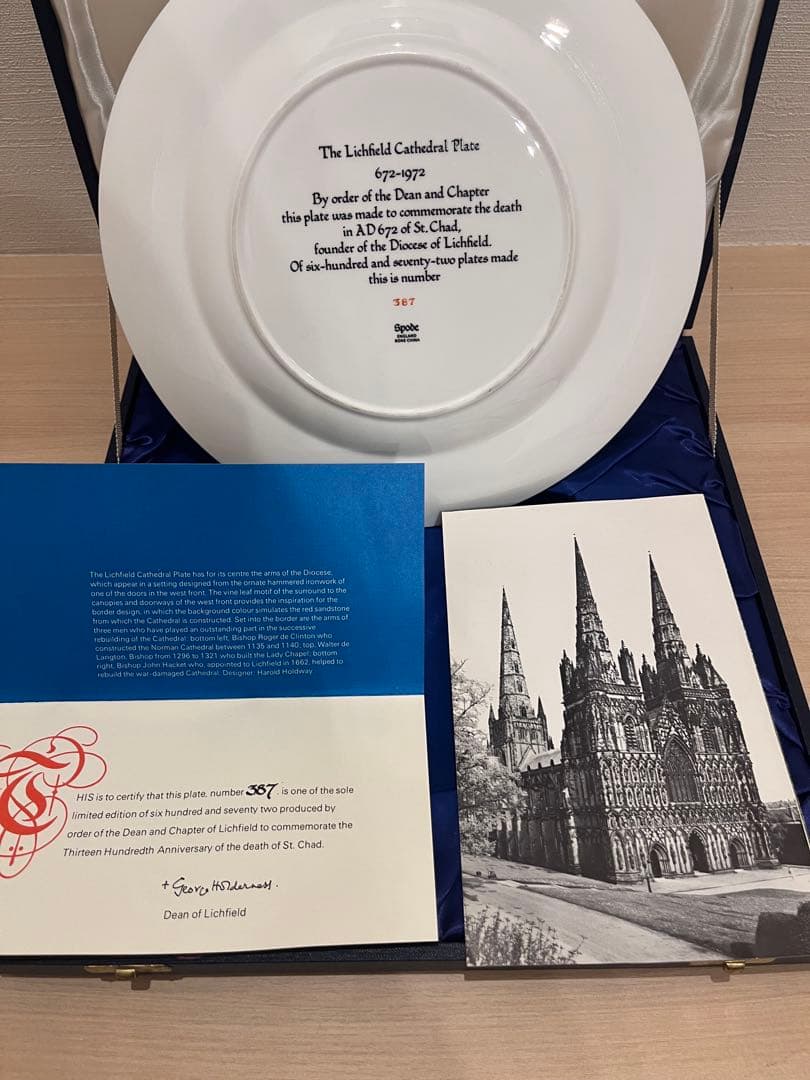 The Lichfield Cathedral Plate
672-1972
By order of the Dean and Chapter
this plate was made to commemorate the death
in AD 672 of St. Chad,
founder of the Diocese of Lichfield.
Of six-hundred and seventy-two plates made
this is number
387
Spode
ENGLAND
BONE CHINA
The Lichfield Cathedral Plate has for its centre the arms of the Diocese,
which appear in a setting designed from the ornate hammered ironwork of
one of the doors in the west front. The vine leaf motif of the surround to the
canopies and doorways of the west front provides the inspiration for the
border design, in which the background colour simulates the red sandstone
from which the Cathedral is constructed. Set into the border are the arms of
three men who have played an outstanding part in the successive
rebuilding of the Cathedral: bottom left, Bishop Roger de Clinton who
constructed the Norman Cathedral between 1135 and 1140; top, Walter de
Langton, Bishop from 1296 to 1321 who built the Lady Chapel; bottom
right, Bishop John Hacket who, appointed to Lichfield in 1662, helped to
rebuild the war-damaged Cathedral. Designer: Harold Holdway.
THIS is to certify that this plate, number 387, is one of the sole
limited edition of six hundred and seventy two produced by
order of the Dean and Chapter of Lichfield to commemorate the
Thirteen Hundredth Anniversary of the death of St. Chad.
+ George Holderness.
Dean of Lichfield